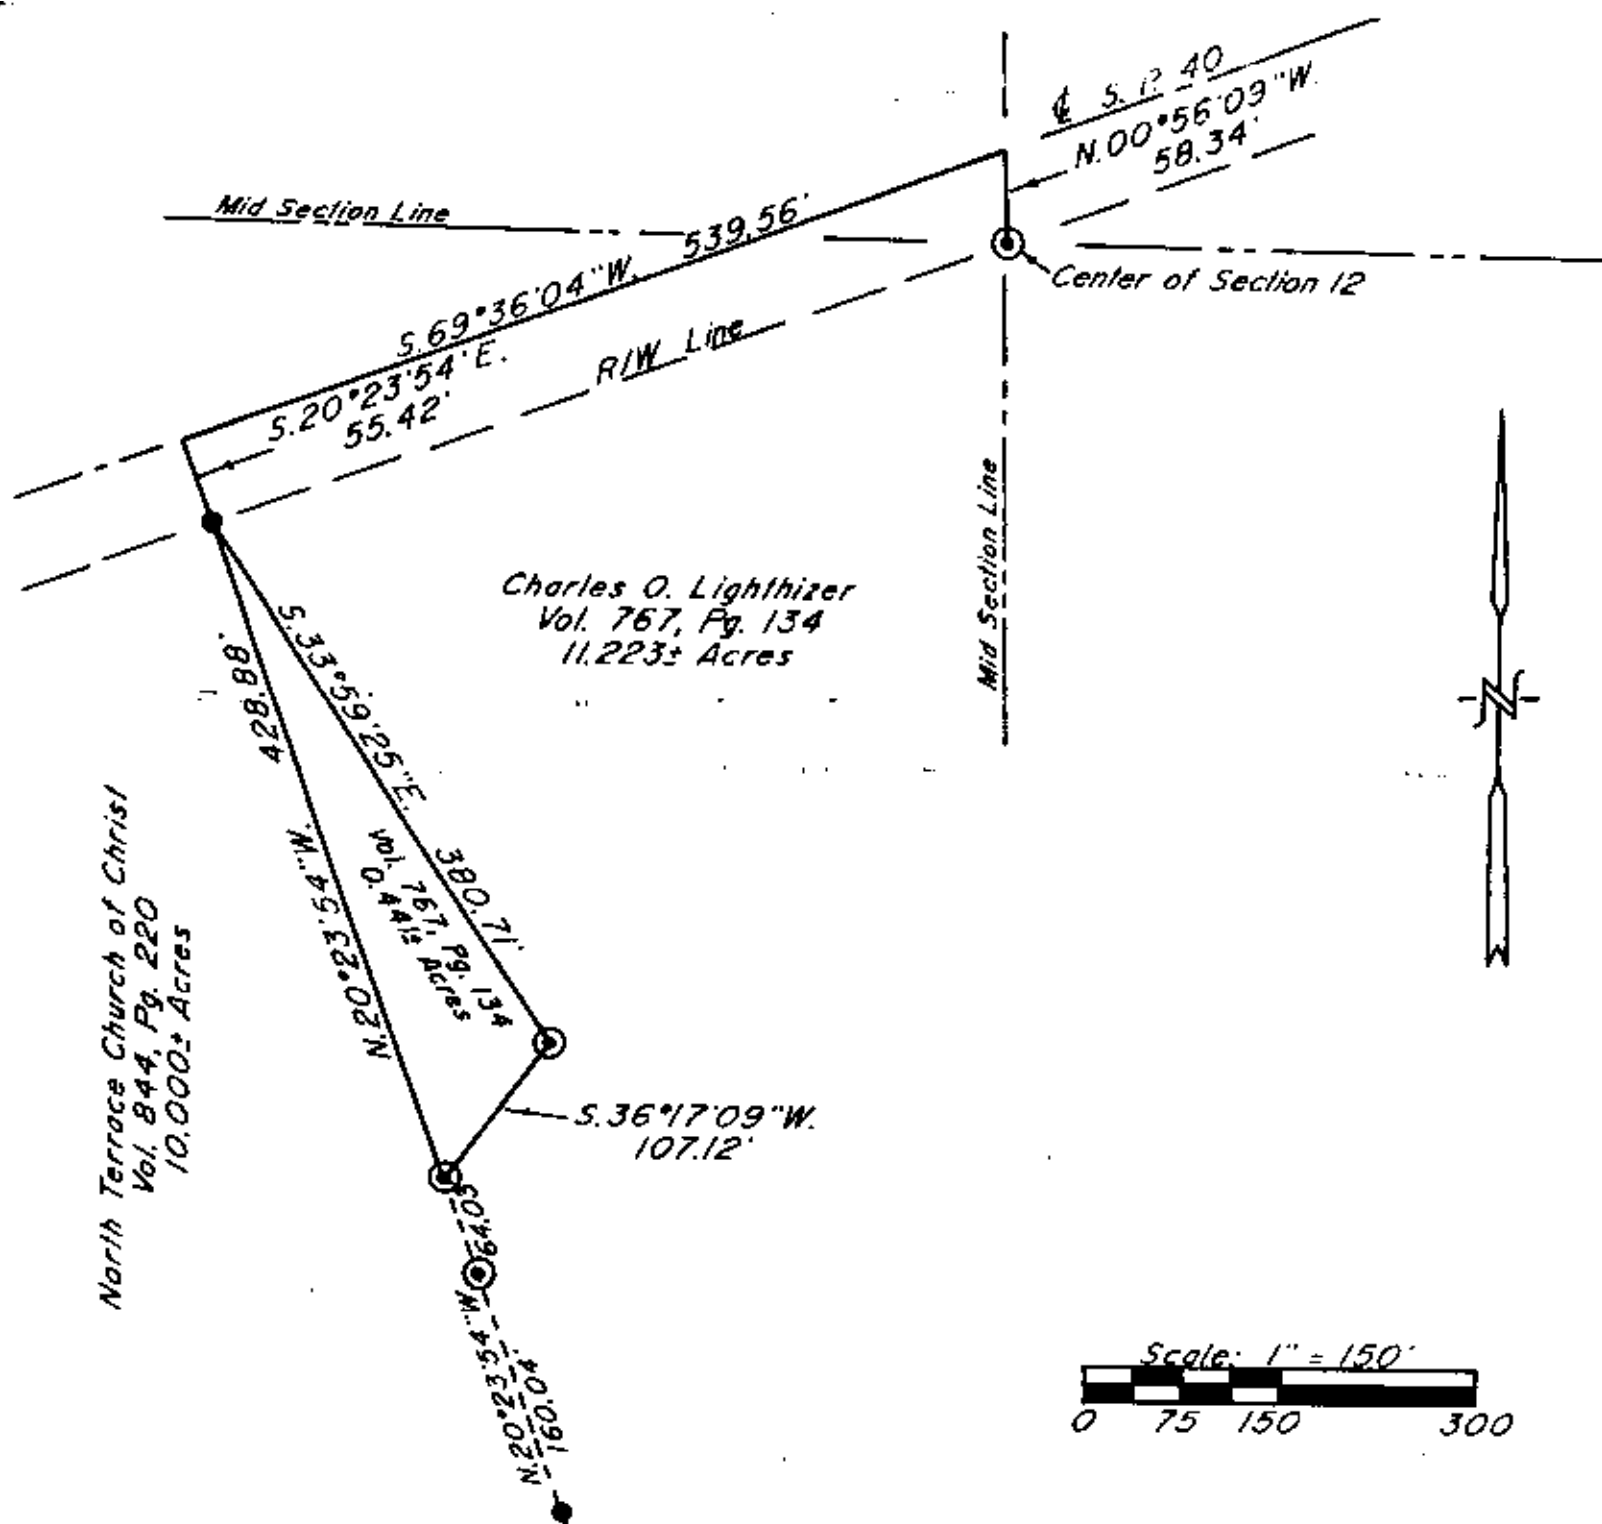 ℄ S. P. 40
N.00°56'09"W.
58.34'
Mid Section Line
539.56'
S.69°36'04"W.
Center of Section 12
S.20°23'54'E.
55.42'
R/W Line
Mid Section Line
Charles O. Lighthizer
Vol. 767, Pg. 134
11.223± Acres
428.88'
N.20°23'54"W.
S.33°59'25"E.
380.71'
Vol. 767, Pg. 134
0.441± Acres
North Terrace Church of Christ
Vol. 844, Pg. 220
10.000± Acres
N
S.36°17'09"W.
107.12'
64.05'
N.20°23'54"W
160.04'
Scale: 1" = 150'
0 75 150 300